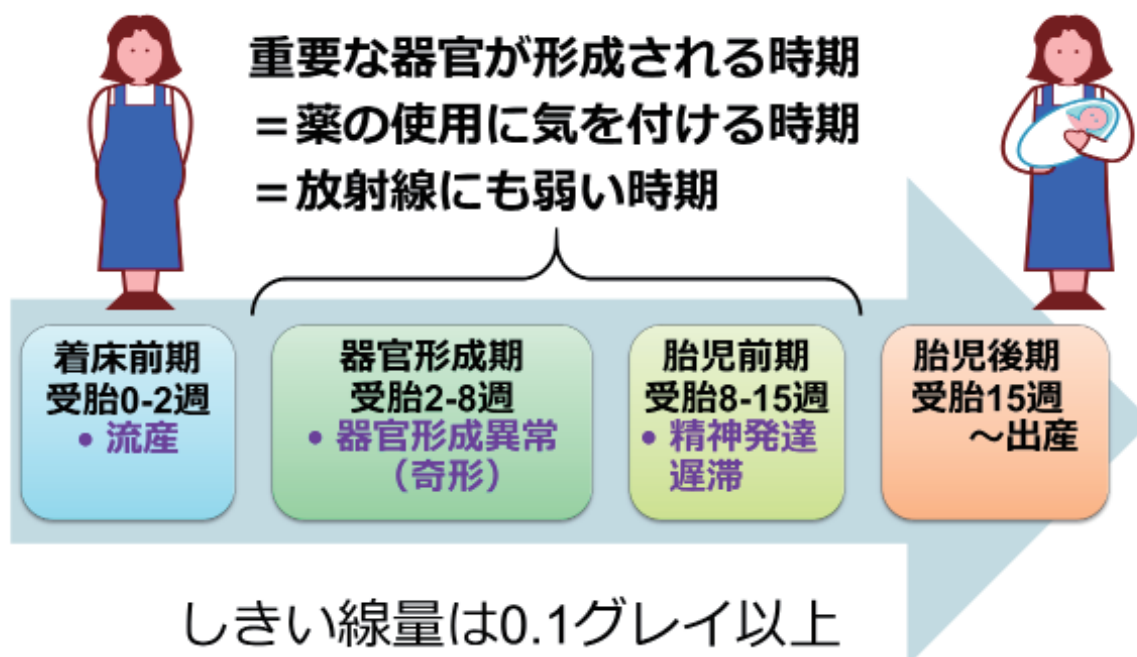 重要な器官が形成される時期
＝薬の使用に気を付ける時期
＝放射線にも弱い時期
着床前期
受胎0-2週
• 流産
器官形成期
受胎2-8週
• 器官形成異常
（奇形）
胎児前期
受胎8-15週
• 精神発達
遅滞
胎児後期
受胎15週
～出産
しきい線量は0.1グレイ以上